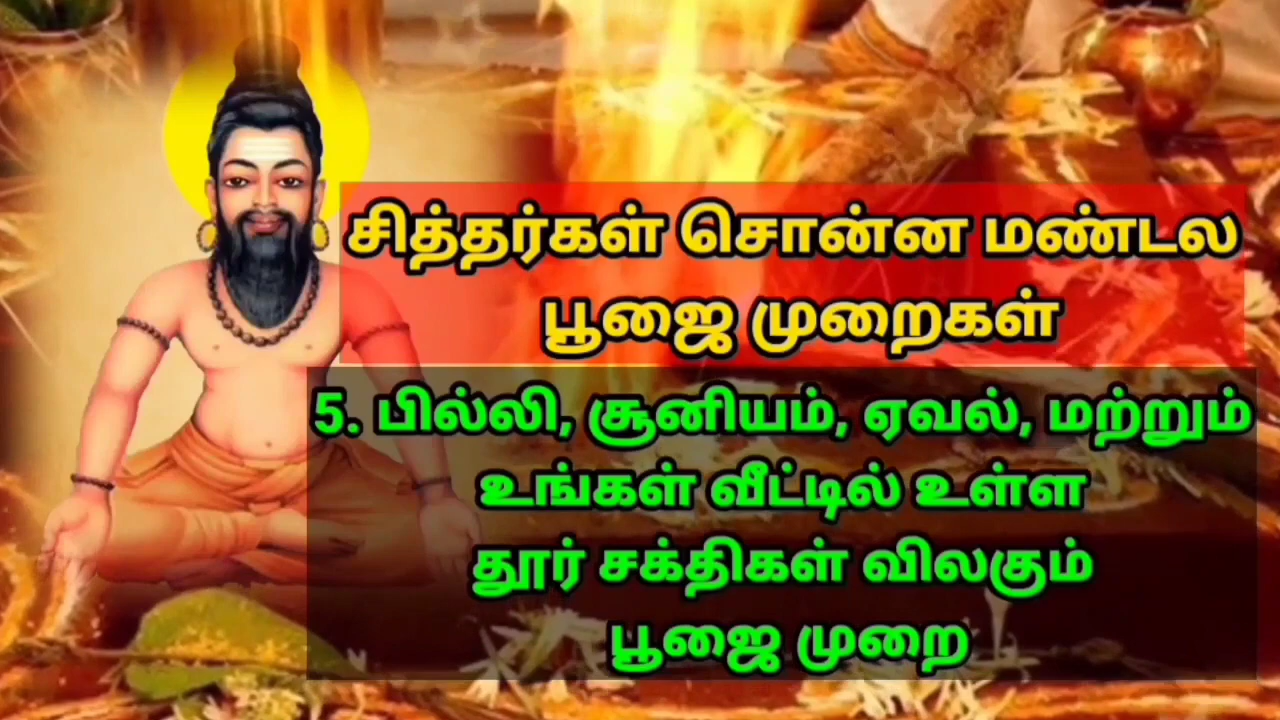 சித்தர்கள் சொன்ன மண்டல
பூஜை முறைகள்
5. பில்லி, சூனியம், ஏவல், மற்றும்
உங்கள் வீட்டில் உள்ள
தூர் சக்திகள் விலகும்
பூஜை முறை